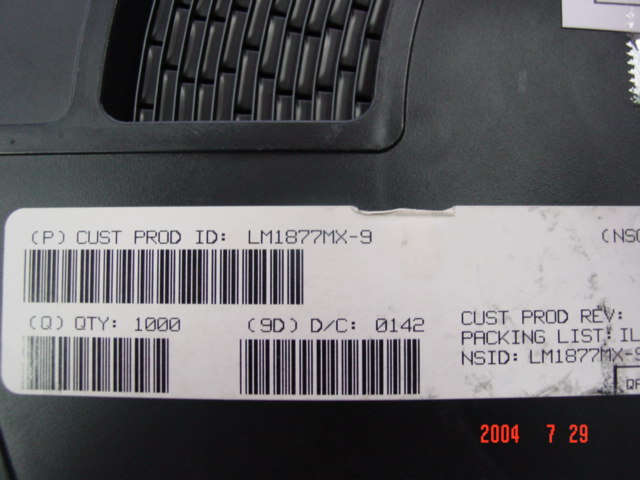 (P) CUST PROD ID: LM1877MX-9
(NSC
(Q) QTY: 1000
(9D) D/C: 0142
CUST PROD REV:
PACKING LIST: IL
NSID: LM1877MX-9
2004 7 29